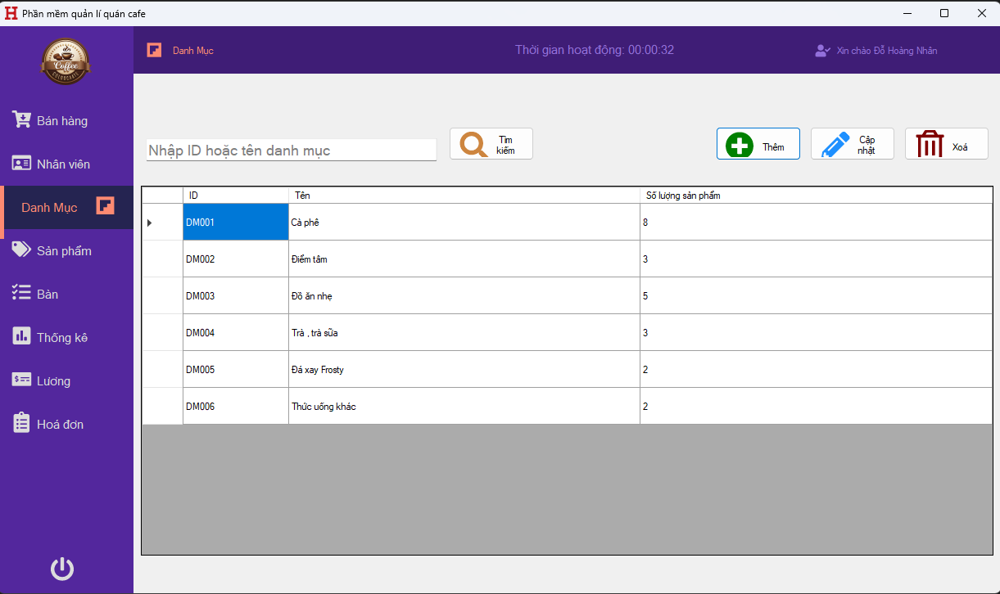 Phần mềm quản lí quán cafe
Coffee
Danh Mục
Thời gian hoạt động: 00:00:32
Xin chào Đỗ Hoàng Nhân
Bán hàng
Nhân viên
Danh Mục
Sản phẩm
Bàn
Thống kê
Lương
Hoá đơn
Nhập ID hoặc tên danh mục
Tìm
kiếm
Thêm
Cập
nhật
Xoá
ID Tên Số lượng sản phẩm
DM001 Cà phê 8
DM002 Điểm tâm 3
DM003 Đồ ăn nhẹ 5
DM004 Trà , trà sữa 3
DM005 Đá xay Frosty 2
DM006 Thức uống khác 2